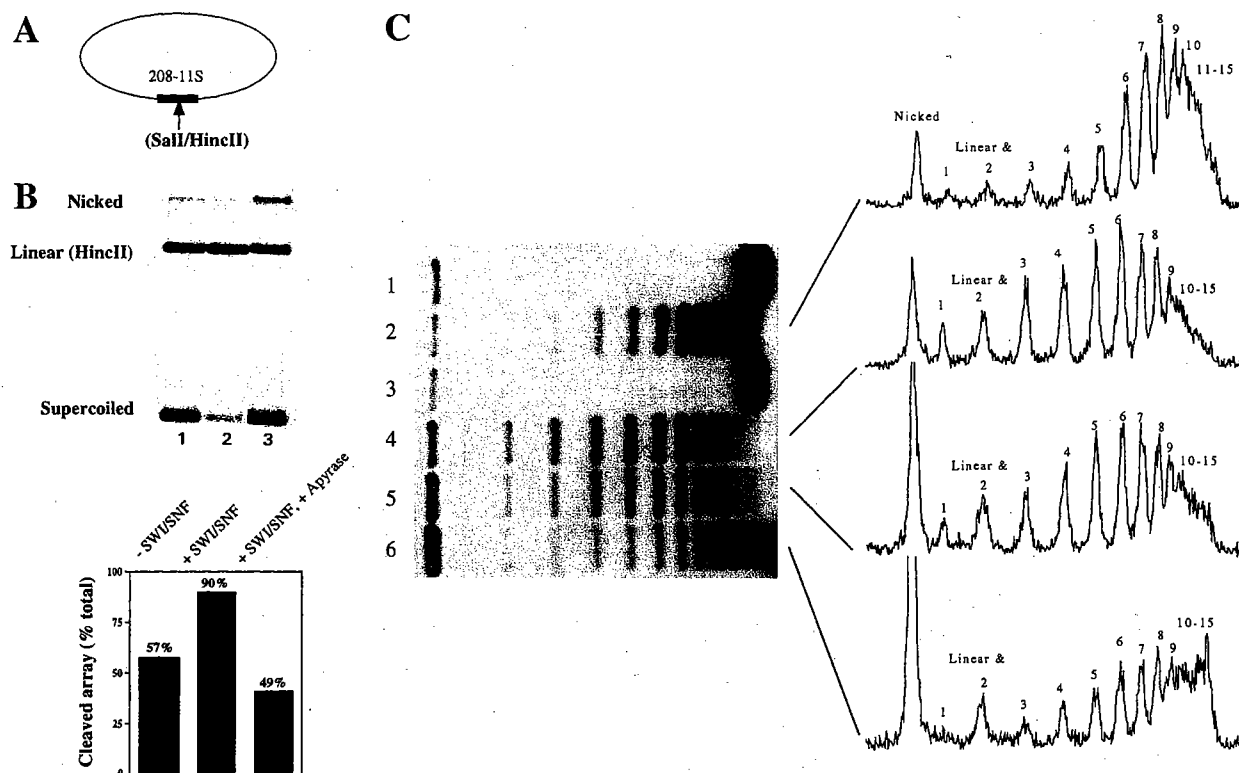 A
208-11S
(SalI/HincII)
B
Nicked
Linear (HincII)
Supercoiled
1 2 3
- SWI/SNF
+ SWI/SNF
+ SWI/SNF, + Apyrase
Cleaved array (% total)
100
75
50
25
0
57%
90%
49%
C
1
2
3
4
5
6
Nicked
Linear &
1 2 3 4 5 6 7 8 9 10
11-15
Linear &
1 2 3 4 5 6 7 8 9
10-15
Linear &
1 2 3 4 5 6 7 8 9
10-15
Linear &
1 2 3 4 5 6 7 8 9
10-15